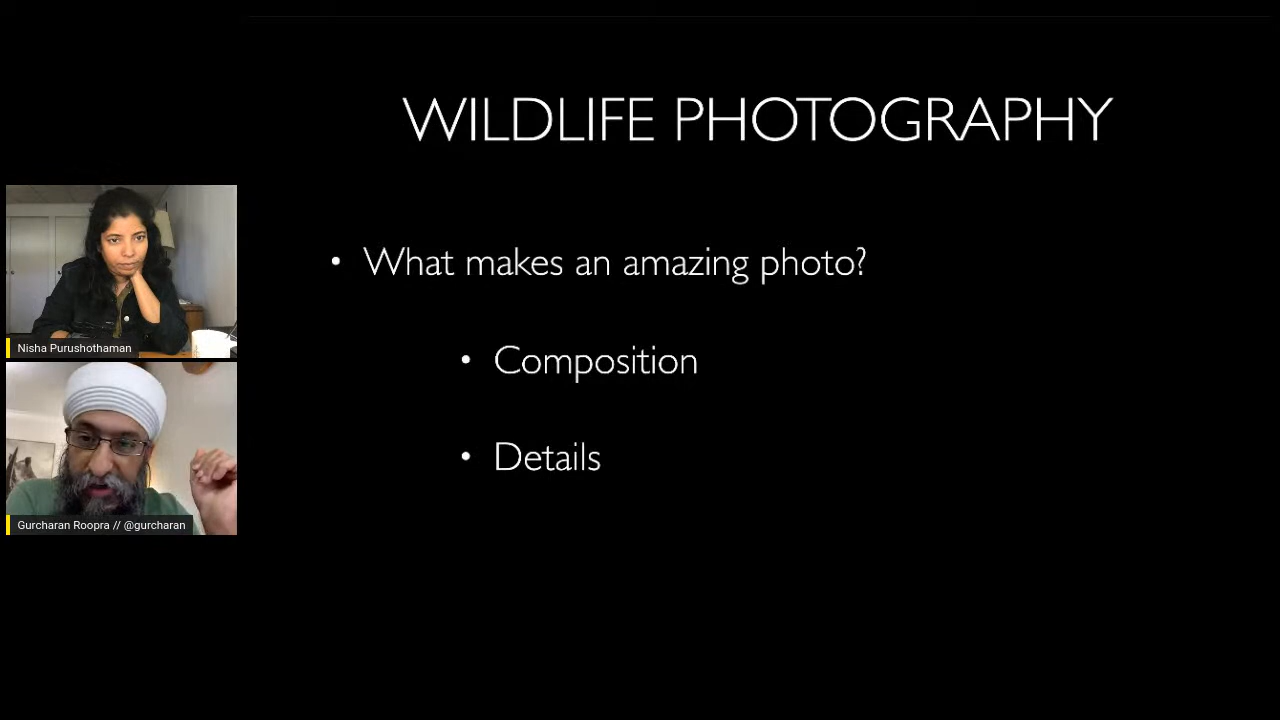 WILDLIFE PHOTOGRAPHY
• What makes an amazing photo?
• Composition
• Details
Nisha Purushothaman
Gurcharan Roopra // @gurcharan